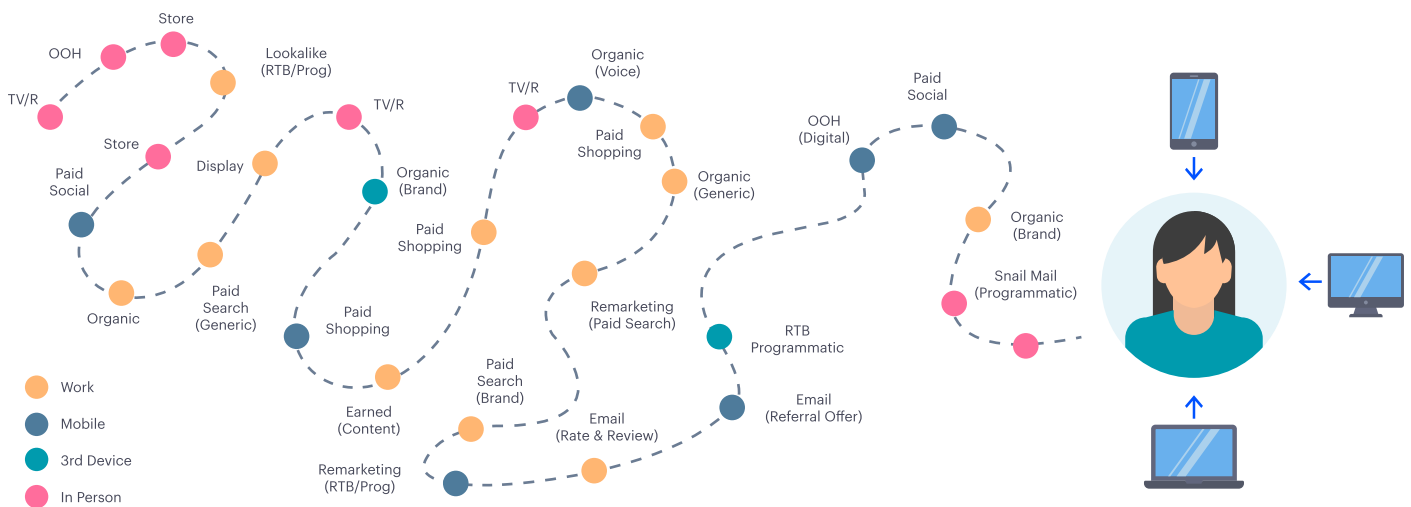 TV/R
OOH
Store
Lookalike
(RTB/Prog)
Store
Paid
Social
Organic
Paid
Search
(Generic)
Display
TV/R
Organic
(Brand)
Paid
Shopping
Earned
(Content)
Paid
Shopping
TV/R
Organic
(Voice)
Paid
Shopping
Organic
(Generic)
Remarketing
(Paid Search)
Paid
Search
(Brand)
Remarketing
(RTB/Prog)
Email
(Rate & Review)
Email
(Referral Offer)
RTB
Programmatic
OOH
(Digital)
Paid
Social
Organic
(Brand)
Snail Mail
(Programmatic)
Work
Mobile
3rd Device
In Person